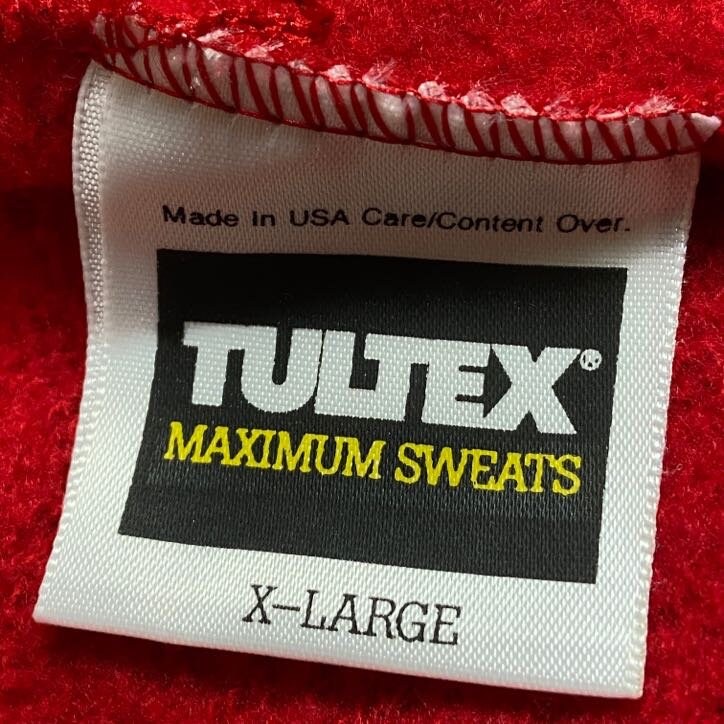 Made in USA Care/Content Over.
TULTEX®
MAXIMUM SWEATS
X-LARGE